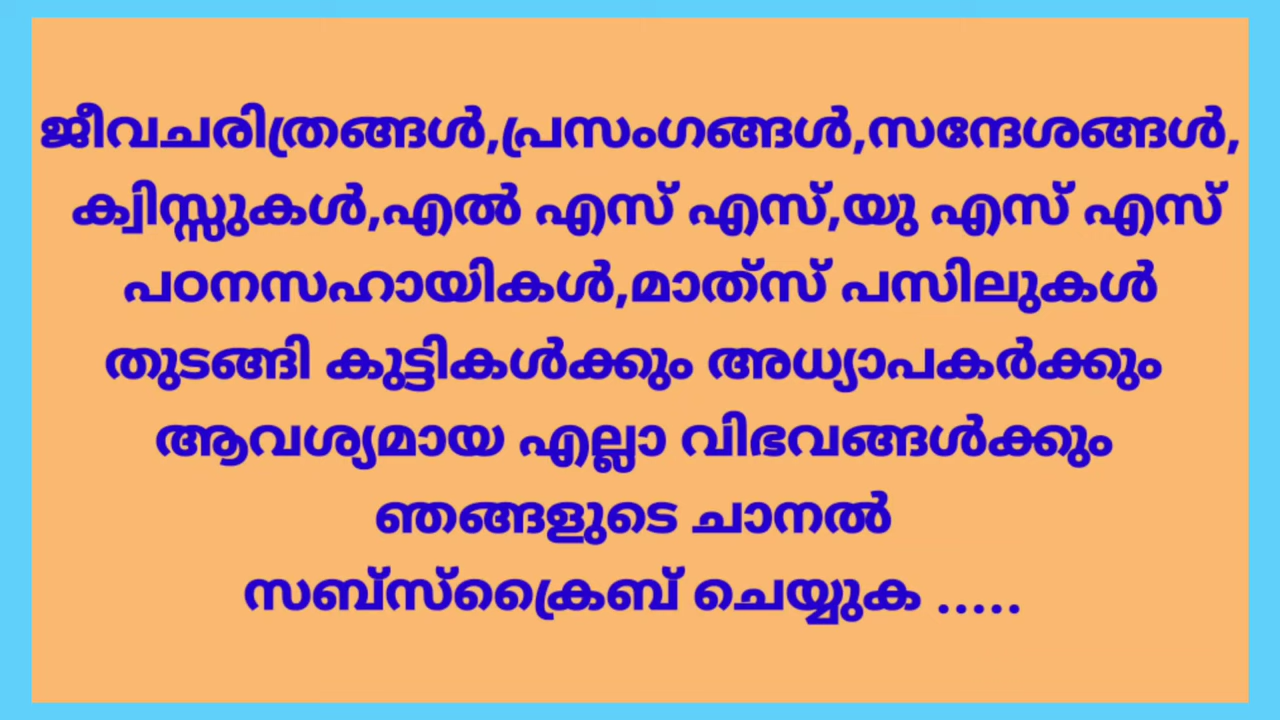 ജീവചരിത്രങ്ങൾ,പ്രസംഗങ്ങൾ,സന്ദേശങ്ങൾ,
ക്വിസ്സുകൾ,എൽ എസ് എസ്,യു എസ് എസ്
പഠനസഹായികൾ,മാത്സ് പസിലുകൾ
തുടങ്ങി കുട്ടികൾക്കും അധ്യാപകർക്കും
ആവശ്യമായ എല്ലാ വിഭവങ്ങൾക്കും
ഞങ്ങളുടെ ചാനൽ
സബ്സ്ക്രൈബ് ചെയ്യുക .....